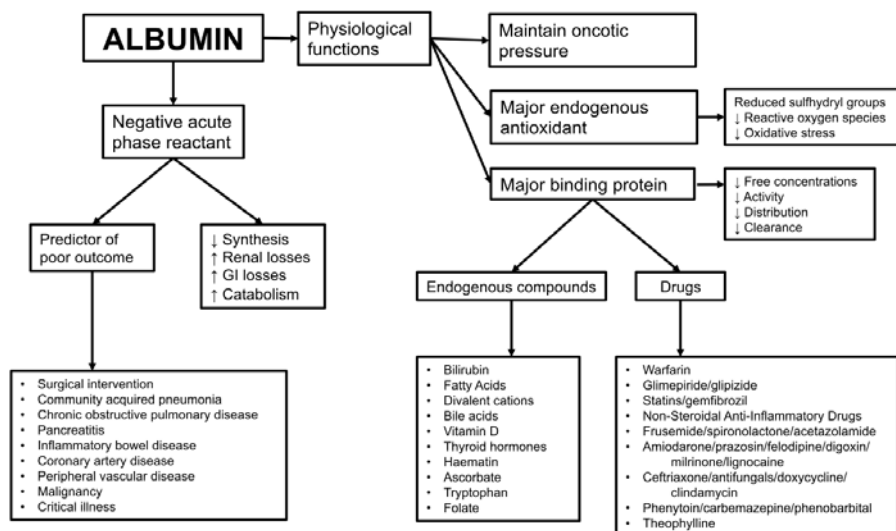 ALBUMIN
Physiological
functions
Maintain oncotic
pressure
Major endogenous
antioxidant
Reduced sulfhydryl groups
↓ Reactive oxygen species
↓ Oxidative stress
Major binding protein
↓ Free concentrations
↓ Activity
↓ Distribution
↓ Clearance
Negative acute
phase reactant
Predictor of
poor outcome
↓ Synthesis
↑ Renal losses
↑ GI losses
↑ Catabolism
Endogenous compounds
Drugs
• Surgical intervention
• Community acquired pneumonia
• Chronic obstructive pulmonary disease
• Pancreatitis
• Inflammatory bowel disease
• Coronary artery disease
• Peripheral vascular disease
• Malignancy
• Critical illness
• Bilirubin
• Fatty Acids
• Divalent cations
• Bile acids
• Vitamin D
• Thyroid hormones
• Haematin
• Ascorbate
• Tryptophan
• Folate
• Warfarin
• Glimepiride/glipizide
• Statins/gemfibrozil
• Non-Steroidal Anti-Inflammatory Drugs
• Frusemide/spironolactone/acetazolamide
• Amiodarone/prazosin/felodipine/digoxin/
milrinone/lignocaine
• Ceftriaxone/antifungals/doxycycline/
clindamycin
• Phenytoin/carbemazepine/phenobarbital
• Theophylline